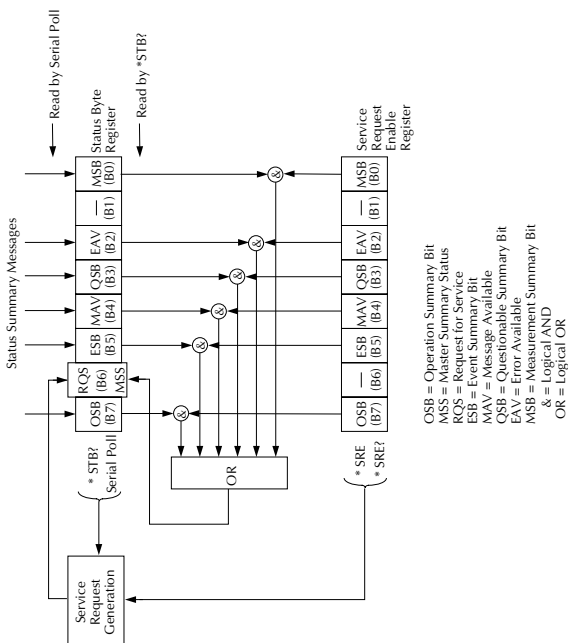 Status Summary Messages
Read by Serial Poll
Service
Request
Generation
* STB?
Serial Poll
OSB
(B7)
RQS
(B6)
MSS
ESB
(B5)
MAV
(B4)
QSB
(B3)
EAV
(B2)
—
(B1)
MSB
(B0)
Status Byte
Register
Read by *STB?
OR
&
&
&
&
&
&
* SRE
* SRE?
OSB
(B7)
—
(B6)
ESB
(B5)
MAV
(B4)
QSB
(B3)
EAV
(B2)
—
(B1)
MSB
(B0)
Service
Request
Enable
Register
OSB = Operation Summary Bit
MSS = Master Summary Status
RQS = Request for Service
ESB = Event Summary Bit
MAV = Message Available
QSB = Questionable Summary Bit
EAV = Error Available
MSB = Measurement Summary Bit
& = Logical AND
OR = Logical OR